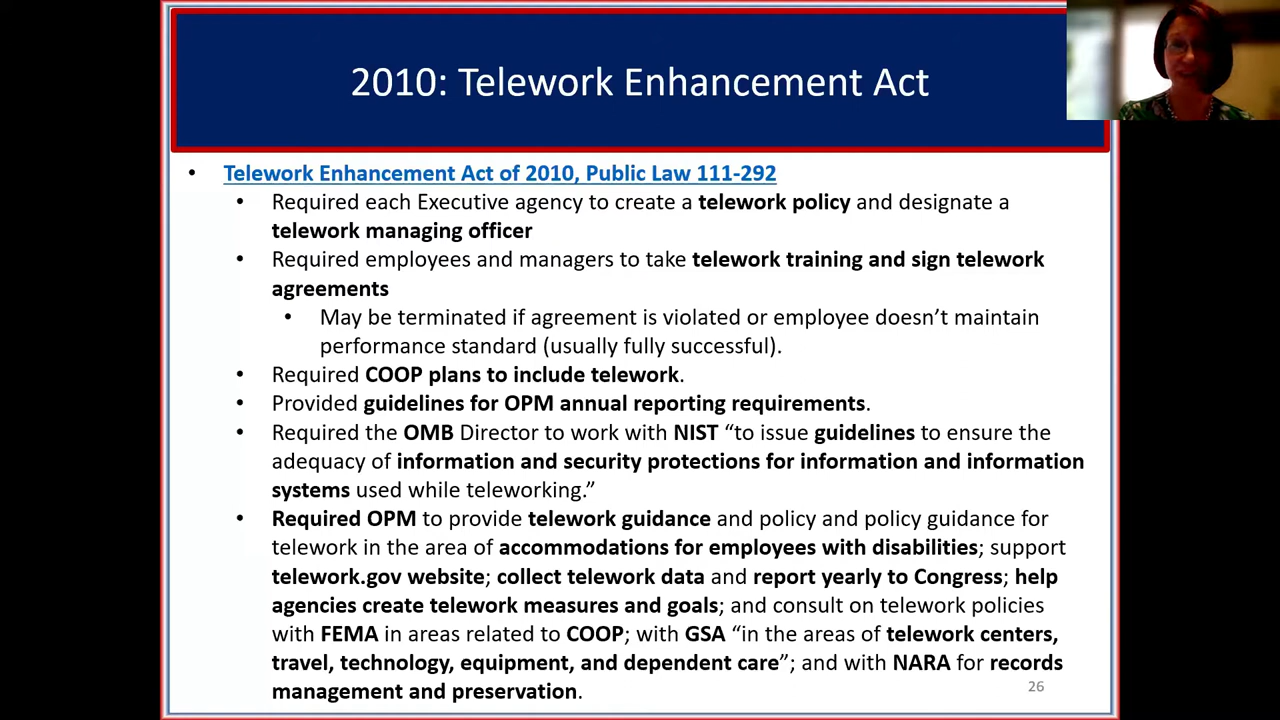 2010: Telework Enhancement Act
• Telework Enhancement Act of 2010, Public Law 111-292
• Required each Executive agency to create a telework policy and designate a
telework managing officer
• Required employees and managers to take telework training and sign telework
agreements
• May be terminated if agreement is violated or employee doesn’t maintain
performance standard (usually fully successful).
• Required COOP plans to include telework.
• Provided guidelines for OPM annual reporting requirements.
• Required the OMB Director to work with NIST “to issue guidelines to ensure the
adequacy of information and security protections for information and information
systems used while teleworking.”
• Required OPM to provide telework guidance and policy and policy guidance for
telework in the area of accommodations for employees with disabilities; support
telework.gov website; collect telework data and report yearly to Congress; help
agencies create telework measures and goals; and consult on telework policies
with FEMA in areas related to COOP; with GSA “in the areas of telework centers,
travel, technology, equipment, and dependent care”; and with NARA for records
management and preservation.
26